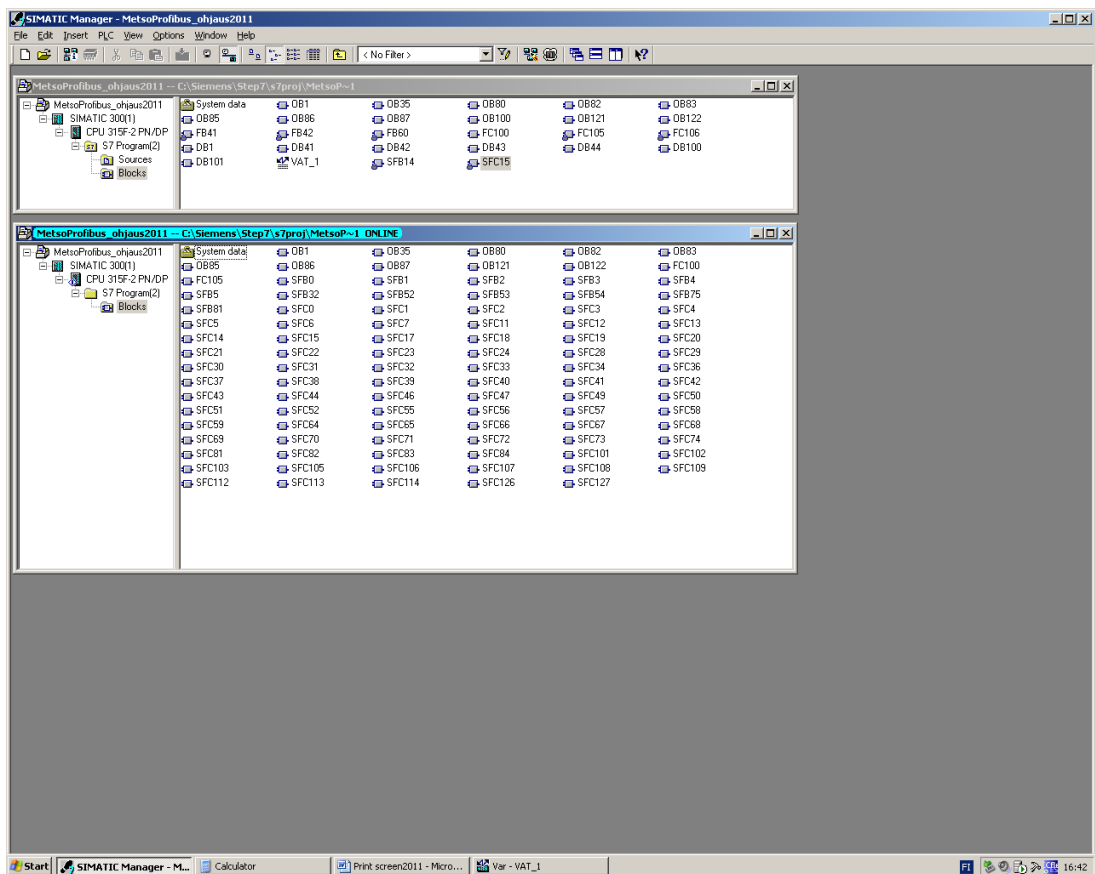 SIMATIC Manager - MetsoProfibus_ohjaus2011
File Edit Insert PLC View Options Window Help
< No Filter >
MetsoProfibus_ohjaus2011 -- C:\Siemens\Step7\s7proj\MetsoP~1
MetsoProfibus_ohjaus2011
SIMATIC 300(1)
CPU 315F-2 PN/DP
S7 Program(2)
Sources
Blocks
System data OB1 OB35 OB80 OB82 OB83
OB85 OB86 OB87 OB100 OB121 OB122
FB41 FB42 FB60 FC100 FC105 FC106
DB1 DB41 DB42 DB43 DB44 DB100
DB101 VAT_1 SFB14 SFC15
MetsoProfibus_ohjaus2011 -- C:\Siemens\Step7\s7proj\MetsoP~1 ONLINE
MetsoProfibus_ohjaus2011
SIMATIC 300(1)
CPU 315F-2 PN/DP
S7 Program(2)
Blocks
System data OB1 OB35 OB80 OB82 OB83
OB85 OB86 OB87 OB121 OB122 FC100
FC105 SFB0 SFB1 SFB2 SFB3 SFB4
SFB5 SFB32 SFB52 SFB53 SFB54 SFB75
SFB81 SFC0 SFC1 SFC2 SFC3 SFC4
SFC5 SFC6 SFC7 SFC11 SFC12 SFC13
SFC14 SFC15 SFC17 SFC18 SFC19 SFC20
SFC21 SFC22 SFC23 SFC24 SFC28 SFC29
SFC30 SFC31 SFC32 SFC33 SFC34 SFC36
SFC37 SFC38 SFC39 SFC40 SFC41 SFC42
SFC43 SFC44 SFC46 SFC47 SFC49 SFC50
SFC51 SFC52 SFC55 SFC56 SFC57 SFC58
SFC59 SFC64 SFC65 SFC66 SFC67 SFC68
SFC69 SFC70 SFC71 SFC72 SFC73 SFC74
SFC81 SFC82 SFC83 SFC84 SFC101 SFC102
SFC103 SFC105 SFC106 SFC107 SFC108 SFC109
SFC112 SFC113 SFC114 SFC126 SFC127
Start SIMATIC Manager - M... Calculator Print screen2011 - Micro... Var - VAT_1 FI 16:42